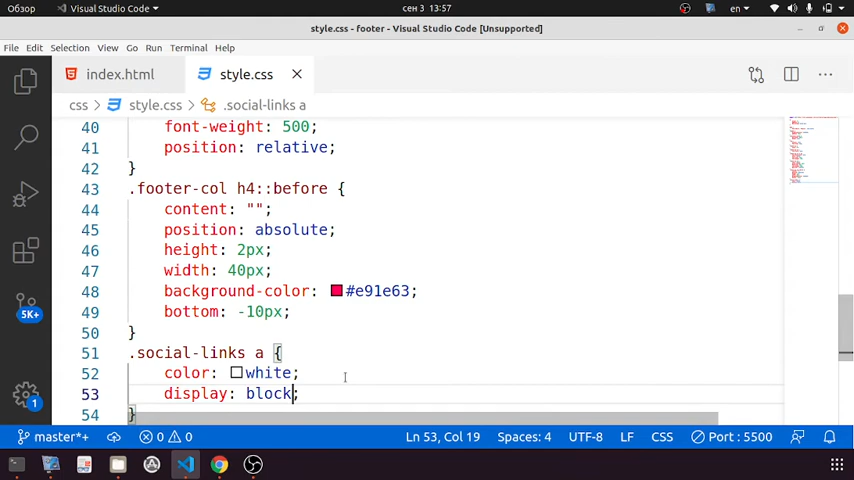 Обзор
Visual Studio Code
сен 3 13:57
en
style.css - footer - Visual Studio Code [Unsupported]
File Edit Selection View Go Run Terminal Help
index.html
style.css
css > style.css > .social-links a
40 font-weight: 500;
41 position: relative;
42 }
43 .footer-col h4::before {
44 content: "";
45 position: absolute;
46 height: 2px;
47 width: 40px;
48 background-color: #e91e63;
49 bottom: -10px;
50 }
51 .social-links a {
52 color: white;
53 display: block;
54 }
5K+
1
master*+ 0 0 Ln 53, Col 19 Spaces: 4 UTF-8 LF CSS Port : 5500